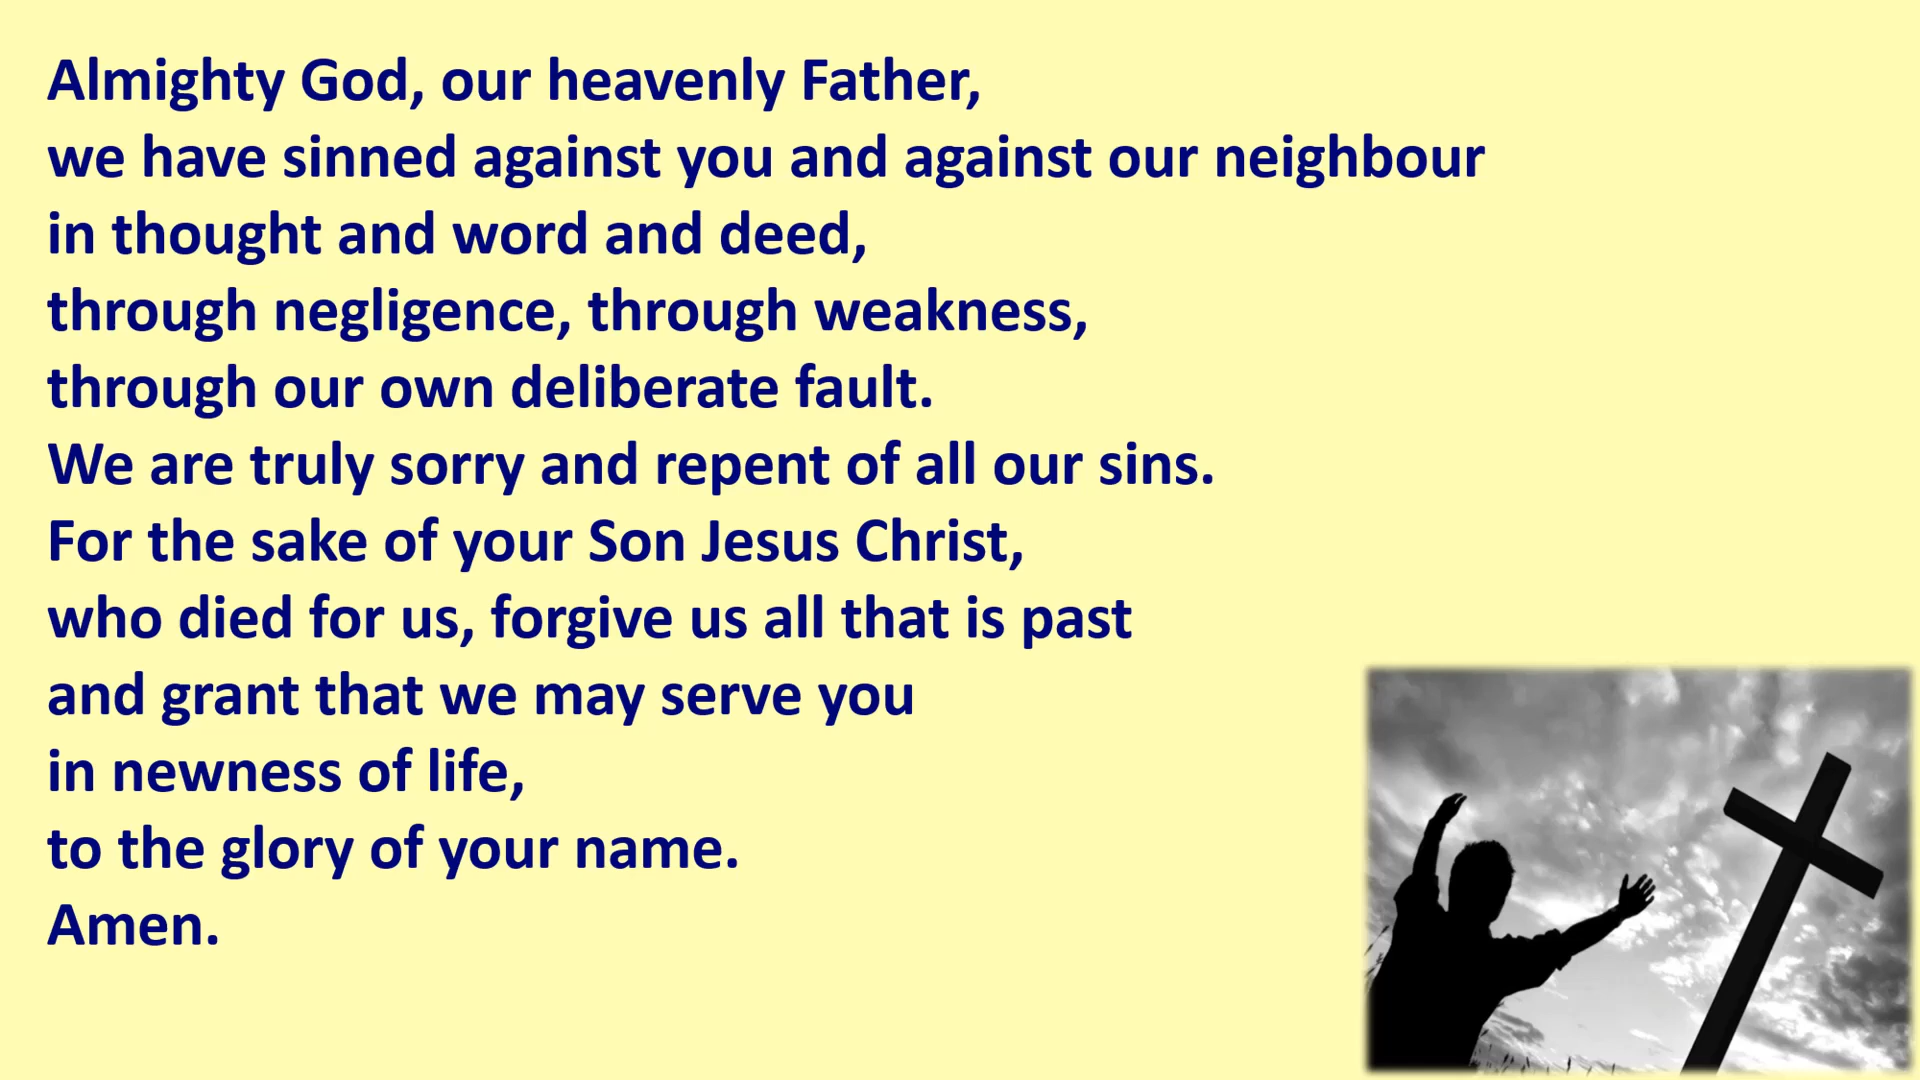 Almighty God, our heavenly Father,
we have sinned against you and against our neighbour
in thought and word and deed,
through negligence, through weakness,
through our own deliberate fault.
We are truly sorry and repent of all our sins.
For the sake of your Son Jesus Christ,
who died for us, forgive us all that is past
and grant that we may serve you
in newness of life,
to the glory of your name.
Amen.